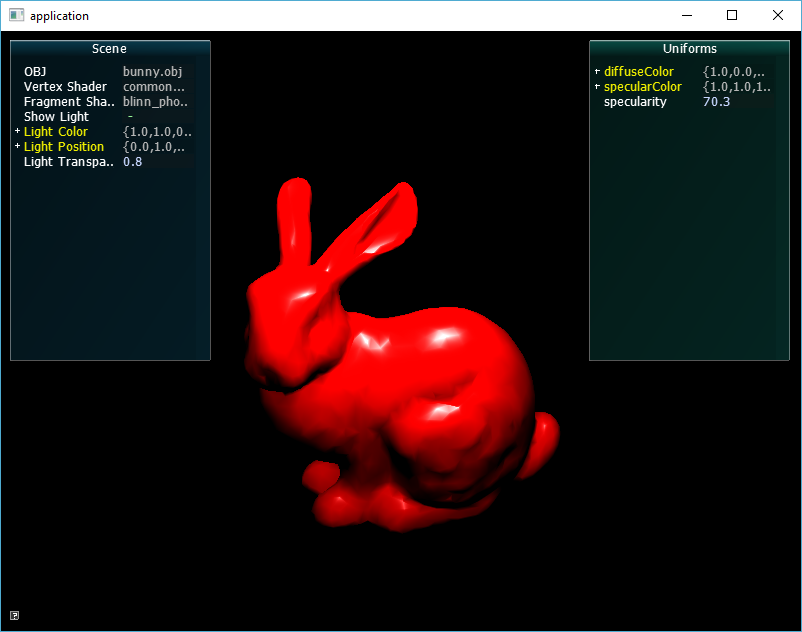 application
Scene
OBJ bunny.obj
Vertex Shader common...
Fragment Sha.. blinn_pho..
Show Light -
+ Light Color {1.0,1.0,0..
+ Light Position {0.0,1.0,..
Light Transpa.. 0.8
Uniforms
+ diffuseColor {1.0,0.0,..
+ specularColor {1.0,1.0,1..
specularity 70.3
?